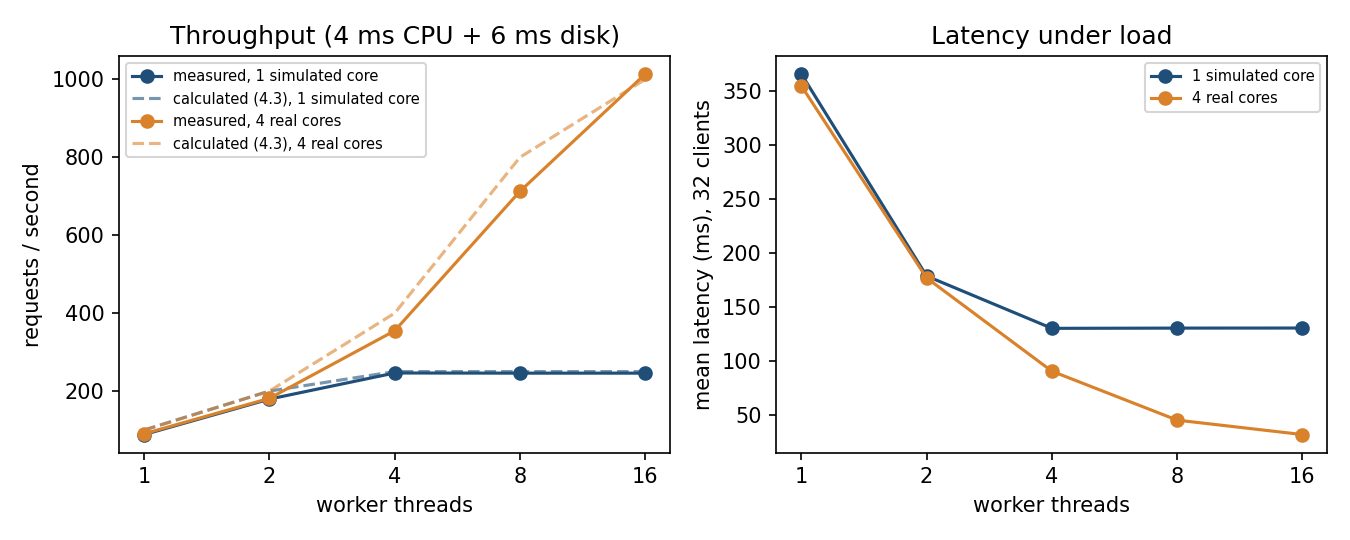 Throughput (4 ms CPU + 6 ms disk)
requests / second
1000
800
600
400
200
measured, 1 simulated core
calculated (4.3), 1 simulated core
measured, 4 real cores
calculated (4.3), 4 real cores
1 2 4 8 16
worker threads
Latency under load
mean latency (ms), 32 clients
350
300
250
200
150
100
50
1 simulated core
4 real cores
1 2 4 8 16
worker threads